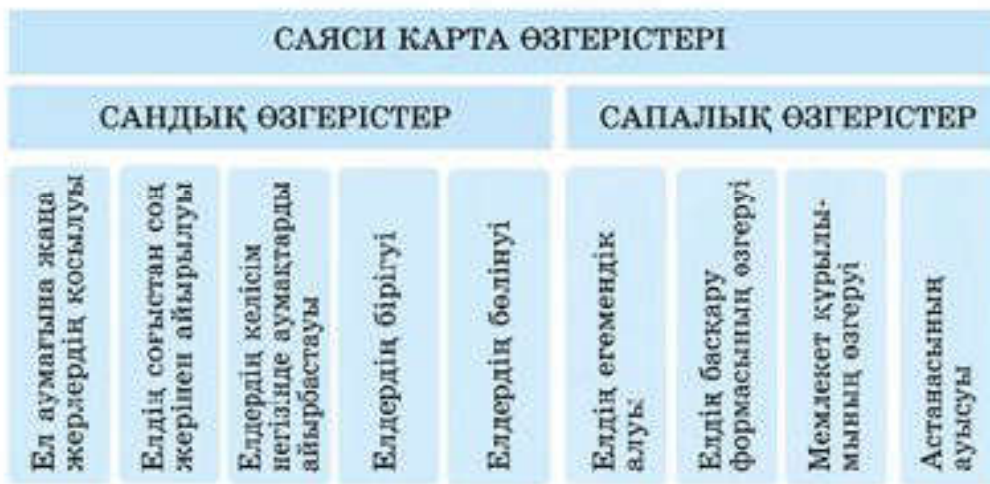 САЯСИ КАРТА ӨЗГЕРІСТЕРІ
САНДЫҚ ӨЗГЕРІСТЕР
САПАЛЫҚ ӨЗГЕРІСТЕР
Ел аумағына жаңа
жерлердің қосылуы
Елдің соғыстан соң
жерінен айырылуы
Елдердің келісім
негізінде аумақтарды
айырбастауы
Елдердің бірігуі
Елдердің бөлінуі
Елдің егемендік
алуы
Елдің басқару
формасының өзгеруі
Мемлекет құрылы-
мының өзгеруі
Астанасының
ауысуы